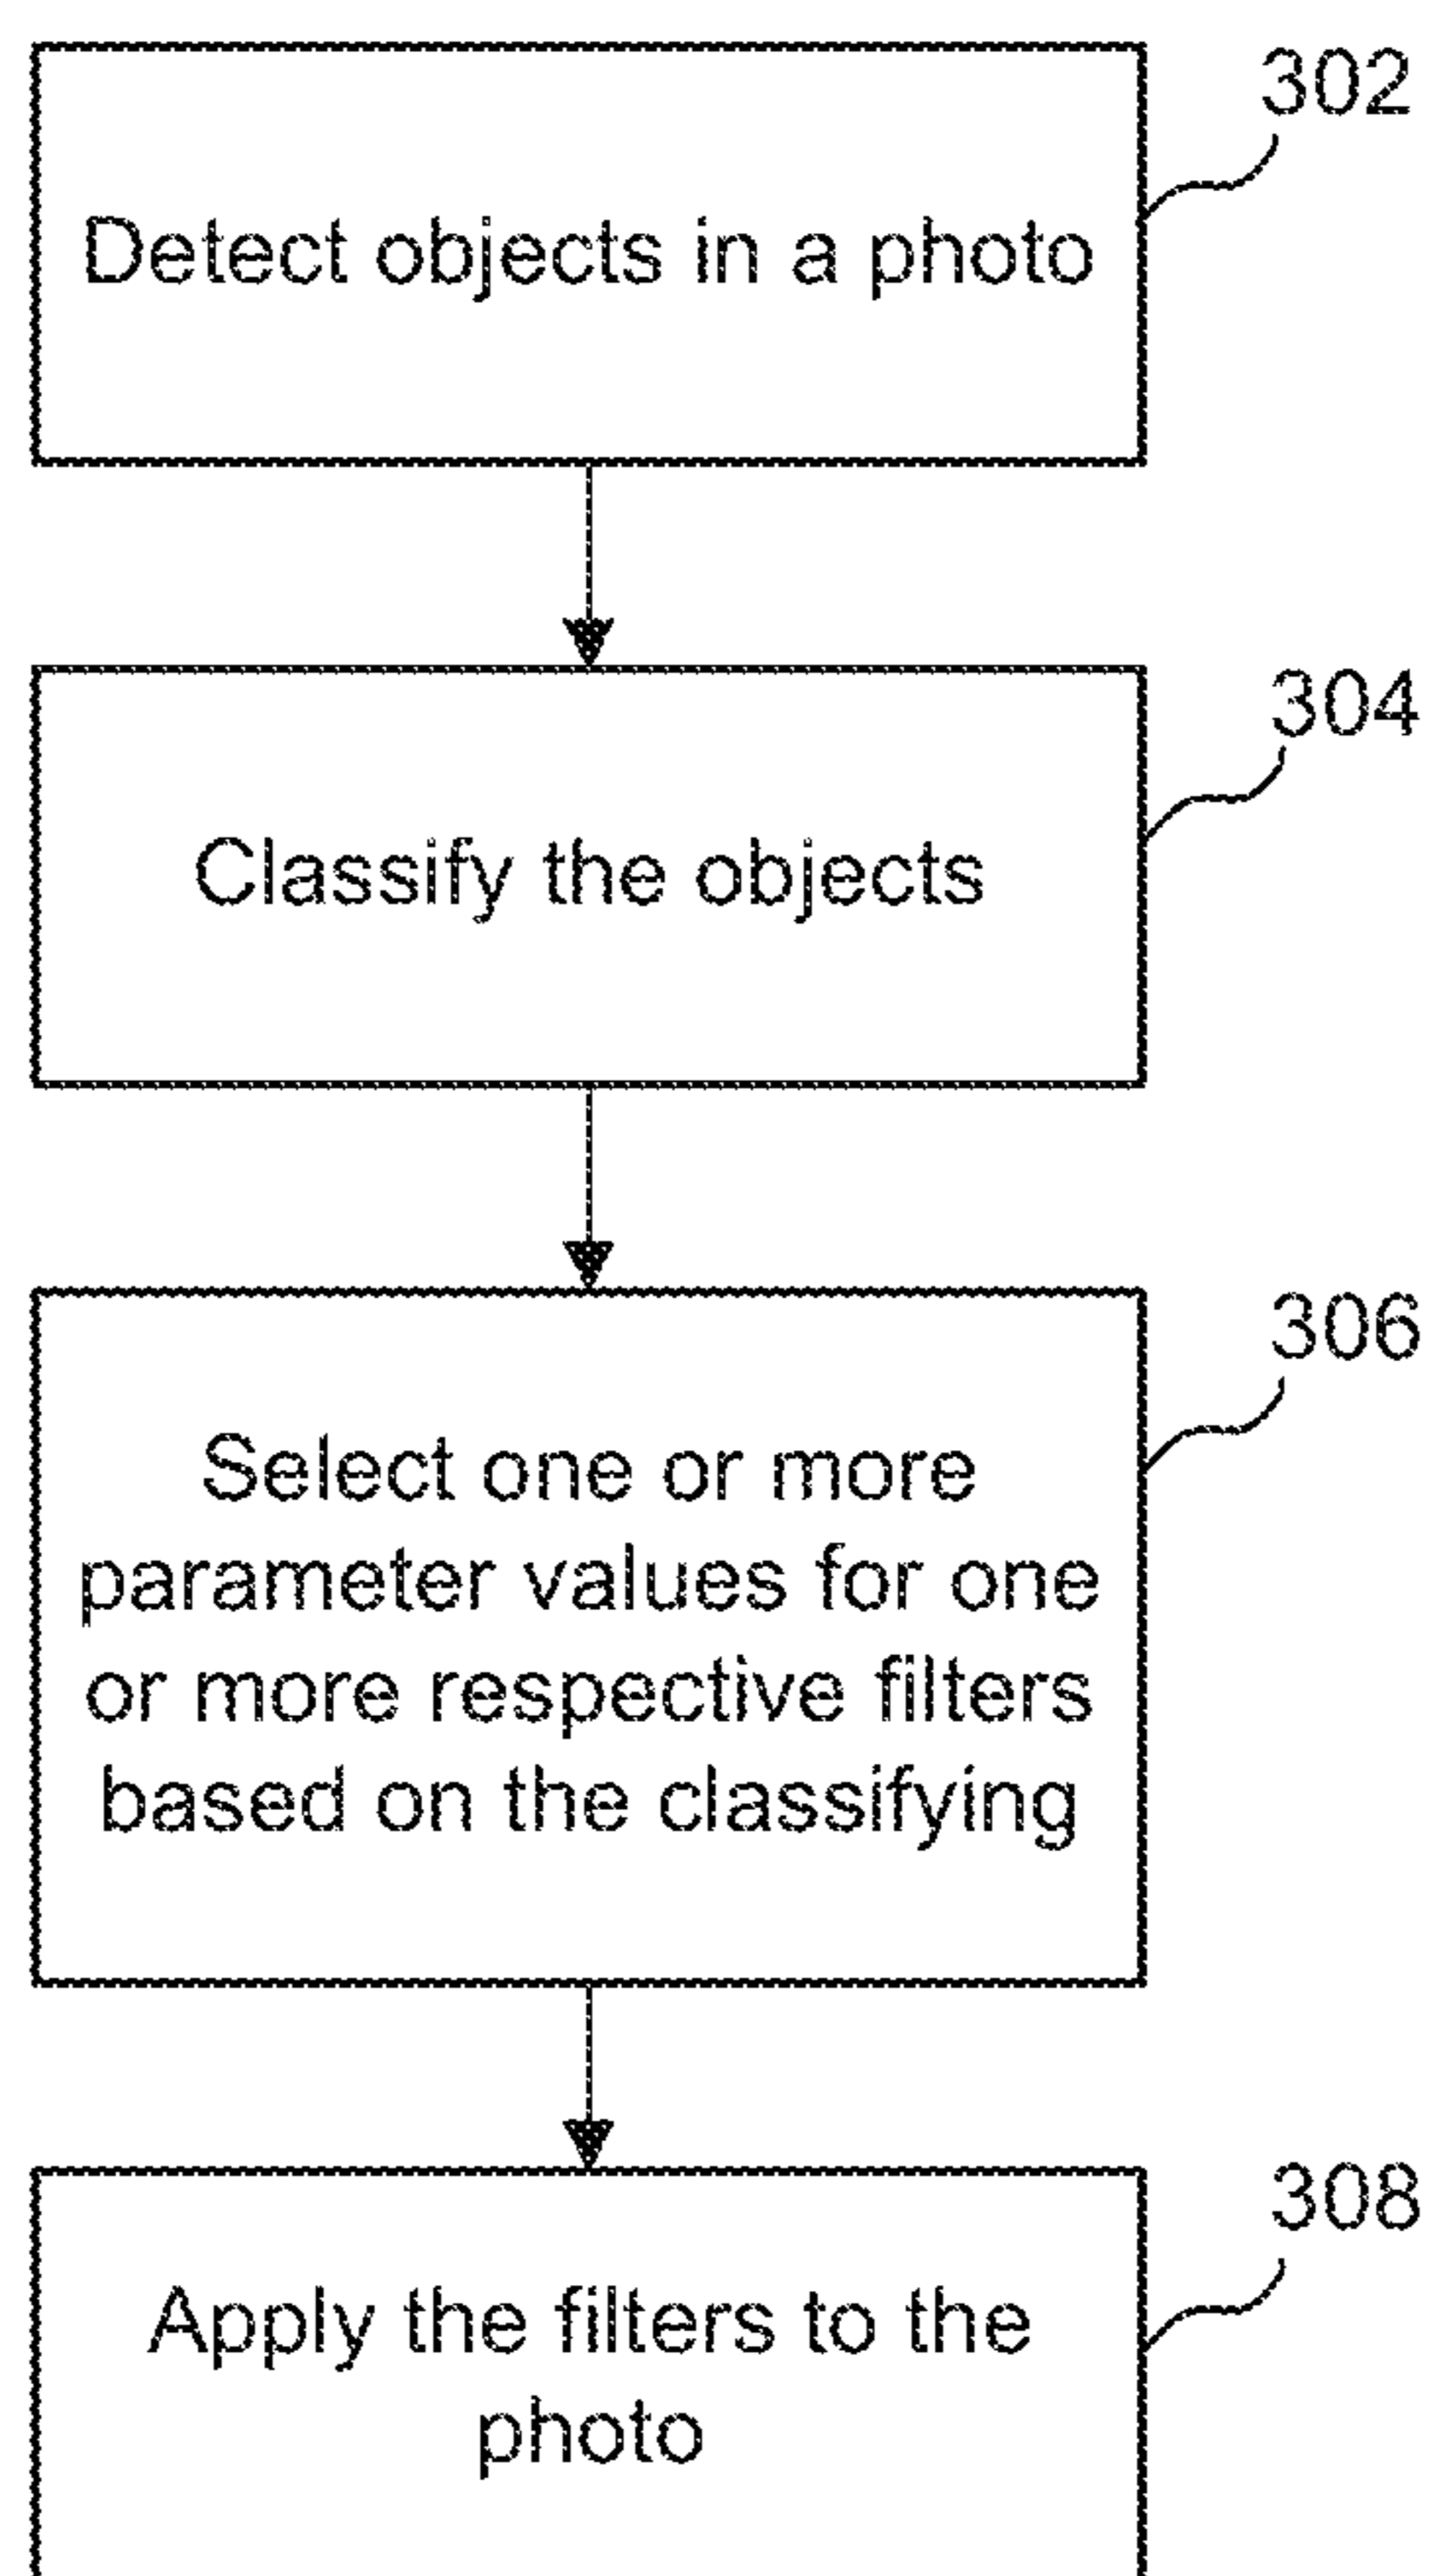 302
Detect objects in a photo
304
Classify the objects
306
Select one or more
parameter values for one
or more respective filters
based on the classifying
308
Apply the filters to the
photo